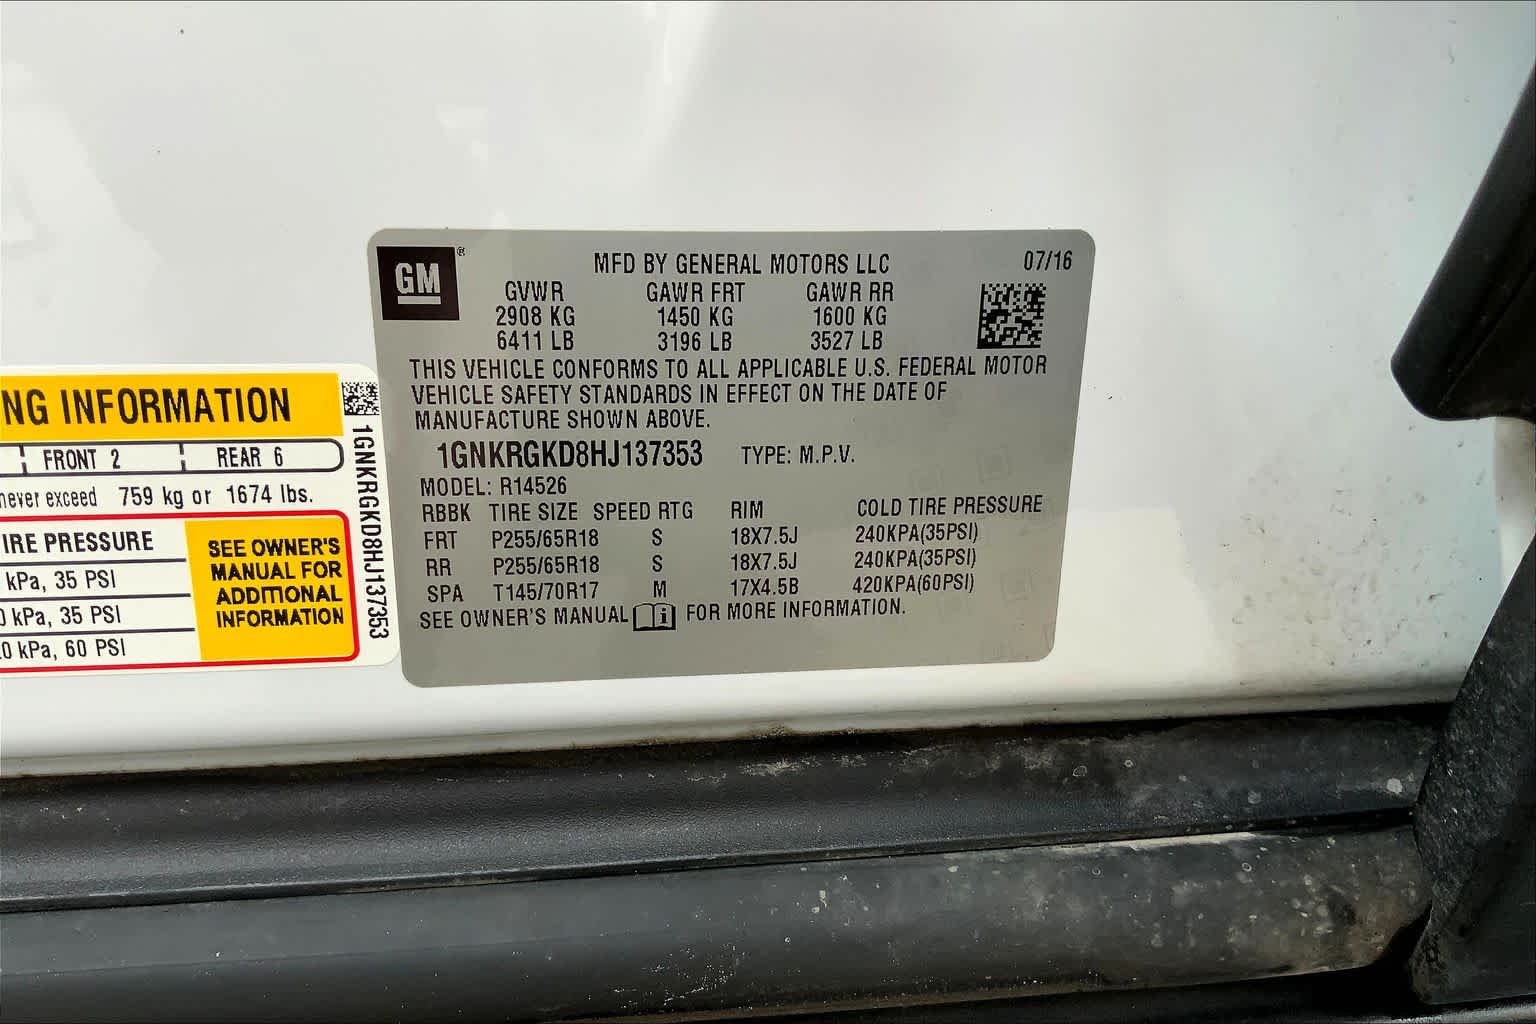 GM®
MFD BY GENERAL MOTORS LLC 07/16
GVWR GAWR FRT GAWR RR
2908 KG 1450 KG 1600 KG
6411 LB 3196 LB 3527 LB
THIS VEHICLE CONFORMS TO ALL APPLICABLE U.S. FEDERAL MOTOR
VEHICLE SAFETY STANDARDS IN EFFECT ON THE DATE OF
MANUFACTURE SHOWN ABOVE.
1GNKRGKD8HJ137353 TYPE: M.P.V.
MODEL: R14526
RBBK TIRE SIZE SPEED RTG RIM COLD TIRE PRESSURE
FRT P255/65R18 S 18X7.5J 240KPA(35PSI)
RR P255/65R18 S 18X7.5J 240KPA(35PSI)
SPA T145/70R17 M 17X4.5B 420KPA(60PSI)
SEE OWNER'S MANUAL i FOR MORE INFORMATION.
NG INFORMATION
FRONT 2 REAR 6
never exceed 759 kg or 1674 lbs.
IRE PRESSURE
kPa, 35 PSI
0 kPa, 35 PSI
0 kPa, 60 PSI
SEE OWNER'S
MANUAL FOR
ADDITIONAL
INFORMATION
1GNKRGKD8HJ137353